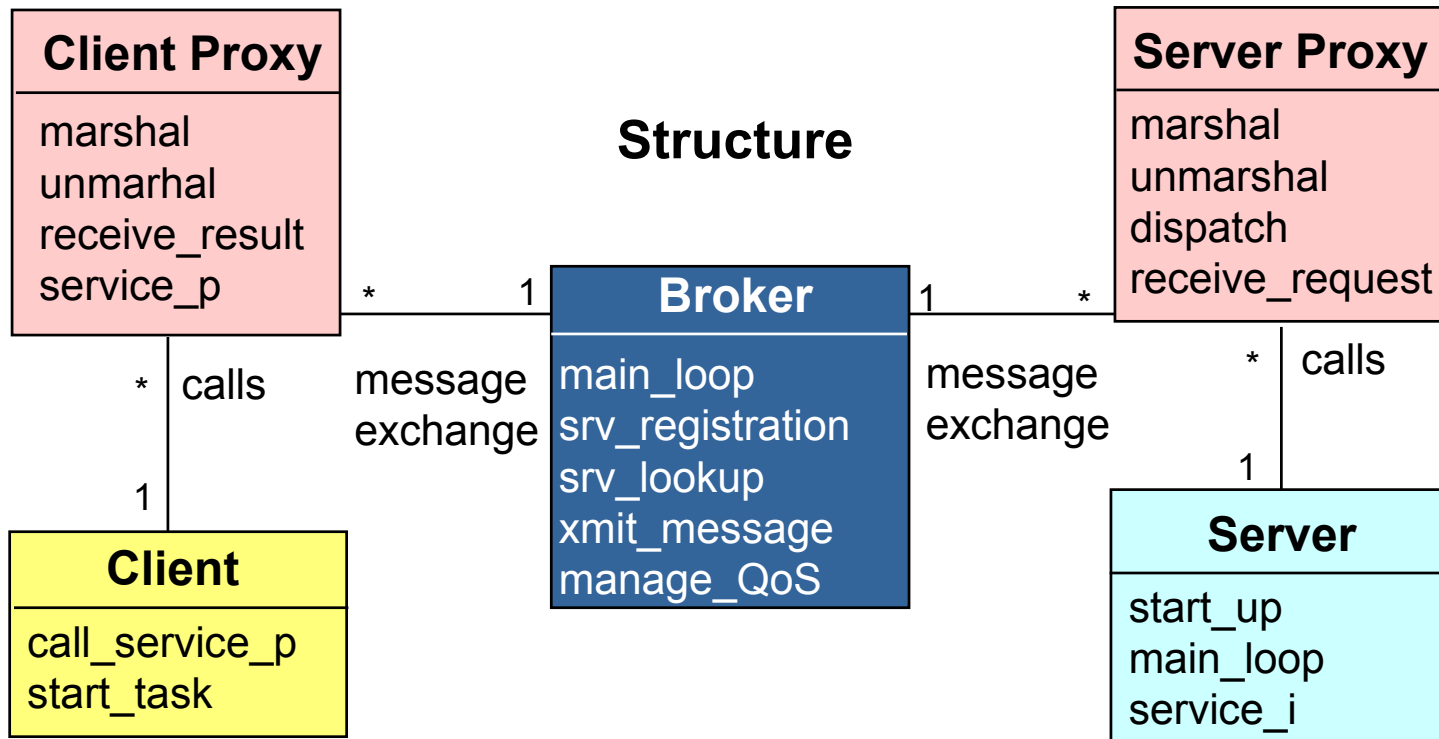 Client Proxy
marshal
unmarhal
receive_result
service_p
Structure
Server Proxy
marshal
unmarshal
dispatch
receive_request
*
1
Broker
main_loop
srv_registration
srv_lookup
xmit_message
manage_QoS
1
*
message
exchange
message
exchange
*
calls
1
Client
call_service_p
start_task
*
calls
1
Server
start_up
main_loop
service_i